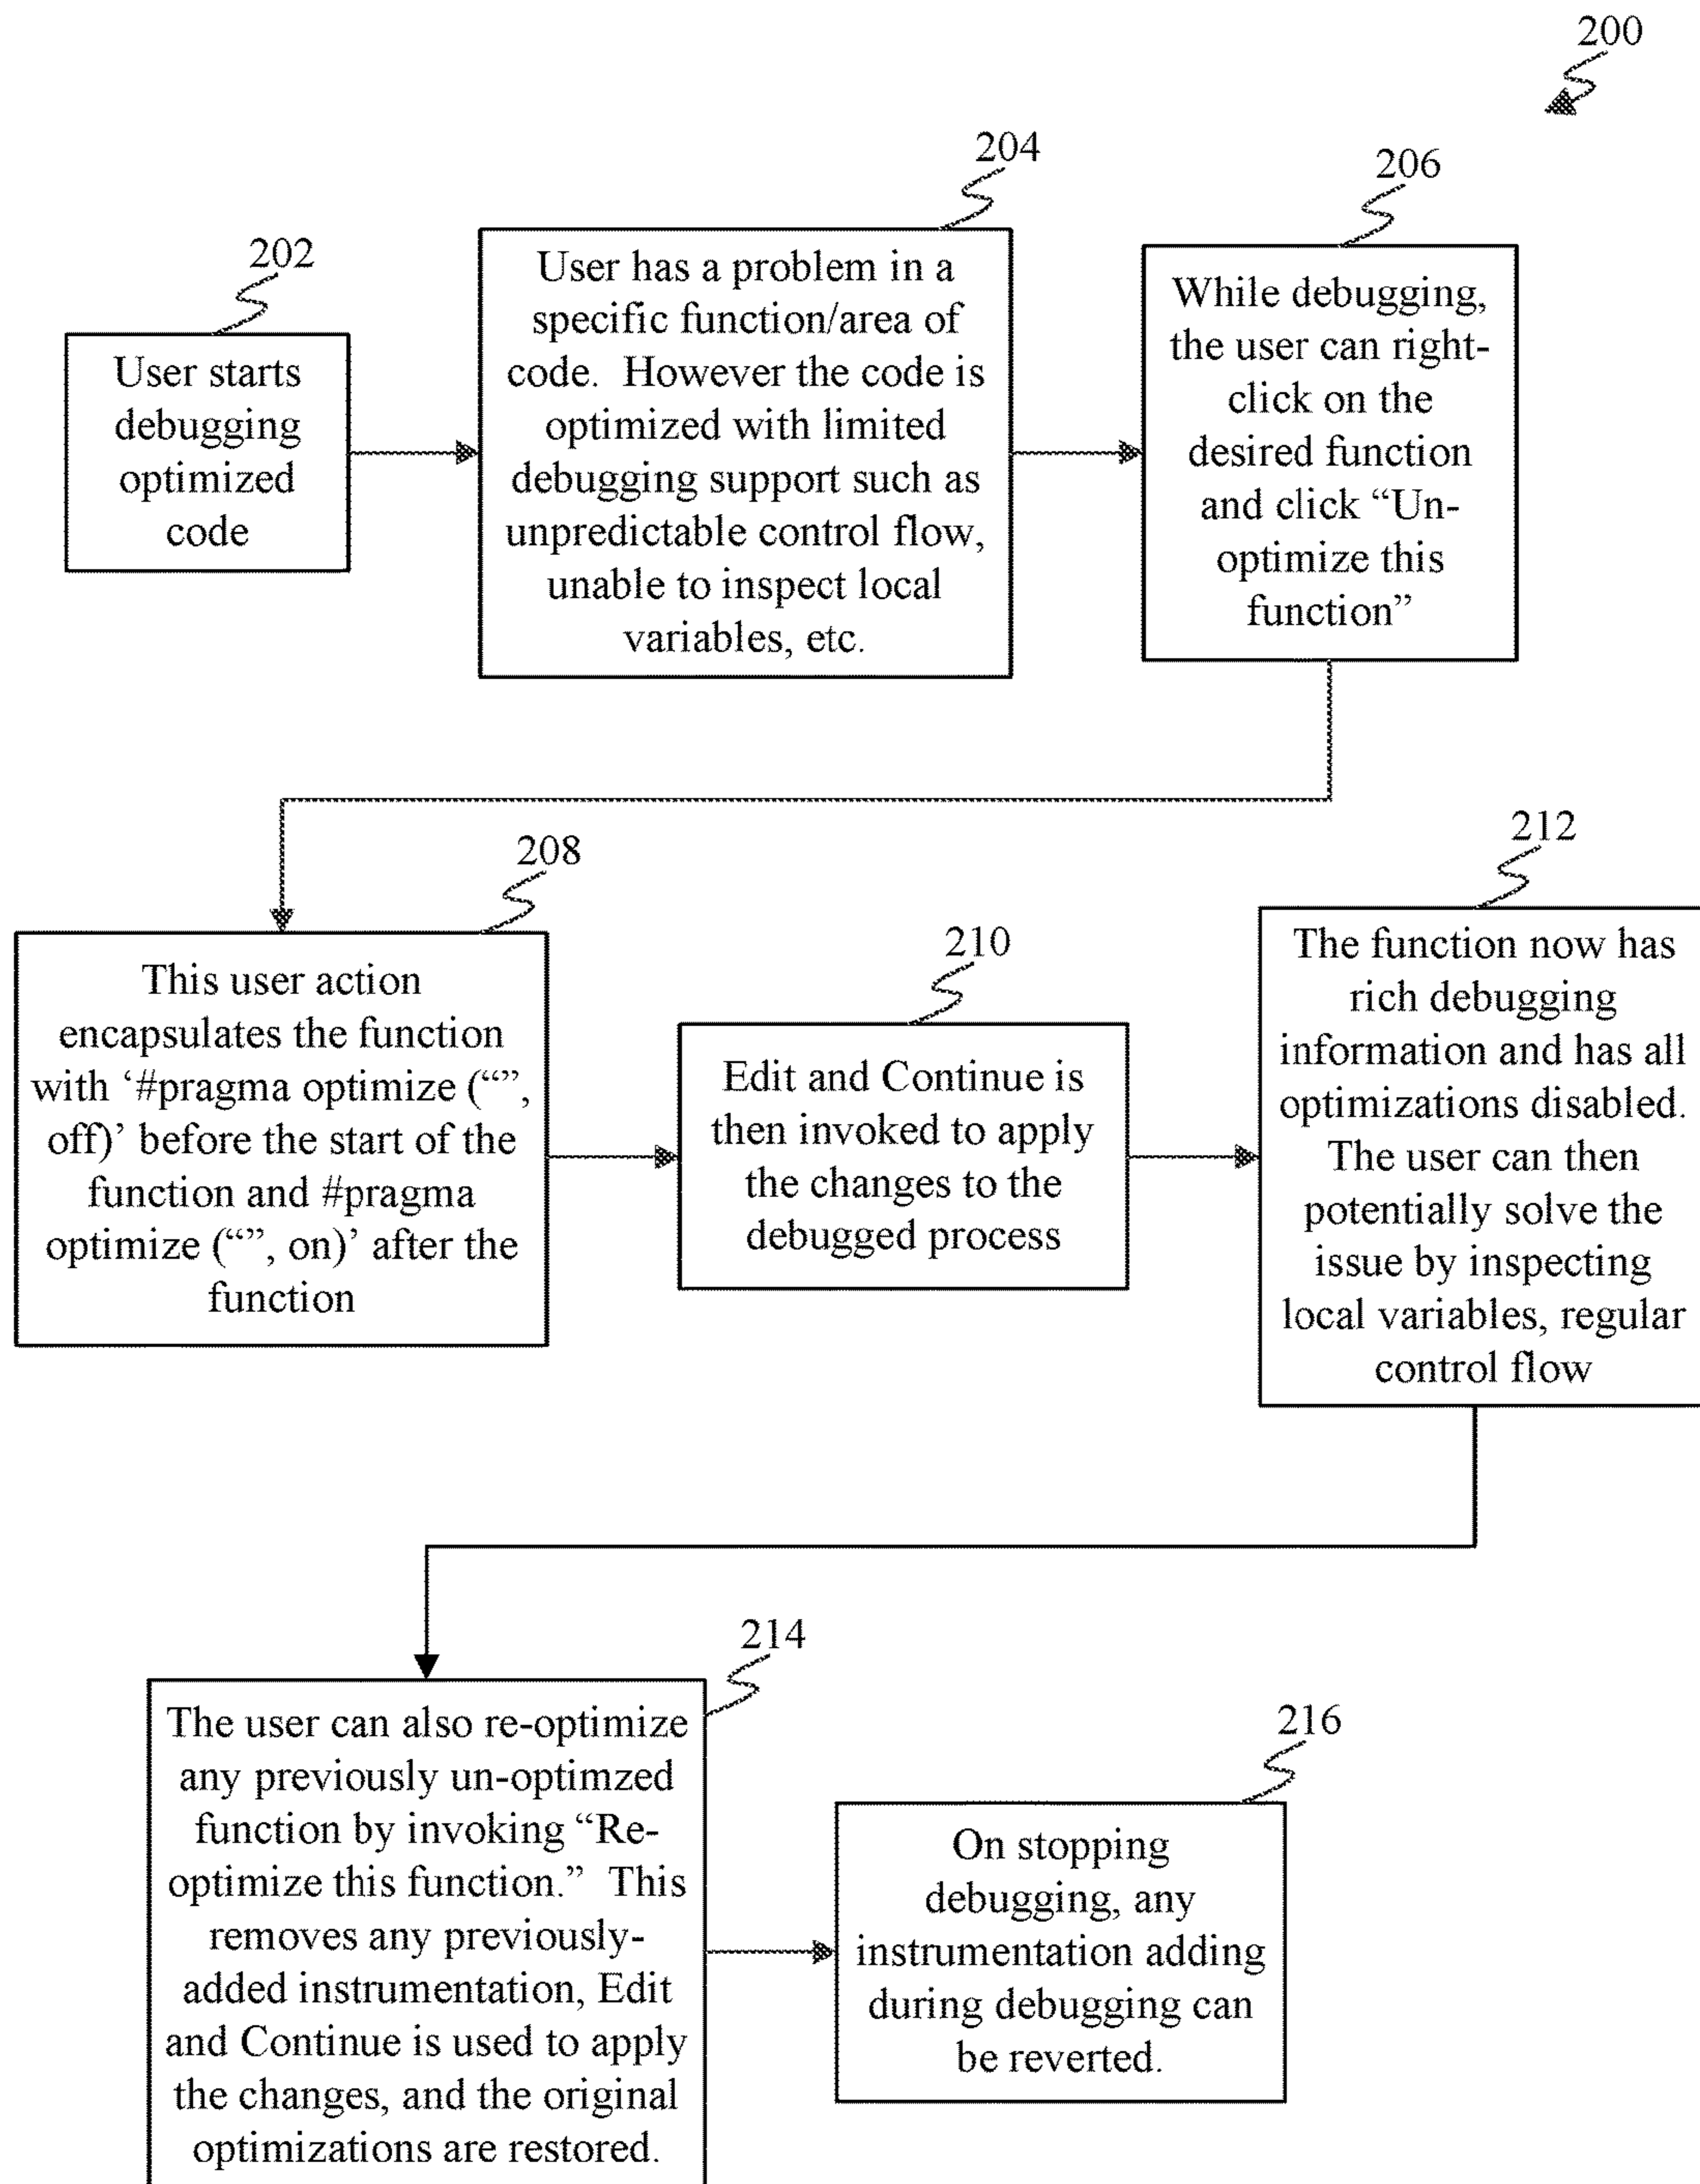 200
202
User starts
debugging
optimized
code
204
User has a problem in a
specific function/area of
code.  However the code is
optimized with limited
debugging support such as
unpredictable control flow,
unable to inspect local
variables, etc.
206
While debugging,
the user can right-
click on the
desired function
and click “Un-
optimize this
function”
208
This user action
encapsulates the function
with ‘#pragma optimize (“”,
off)’ before the start of the
function and #pragma
optimize (“”, on)’ after the
function
210
Edit and Continue is
then invoked to apply
the changes to the
debugged process
212
The function now has
rich debugging
information and has all
optimizations disabled.
The user can then
potentially solve the
issue by inspecting
local variables, regular
control flow
214
The user can also re-optimize
any previously un-optimzed
function by invoking “Re-
optimize this function.”  This
removes any previously-
added instrumentation, Edit
and Continue is used to apply
the changes, and the original
optimizations are restored.
216
On stopping
debugging, any
instrumentation adding
during debugging can
be reverted.